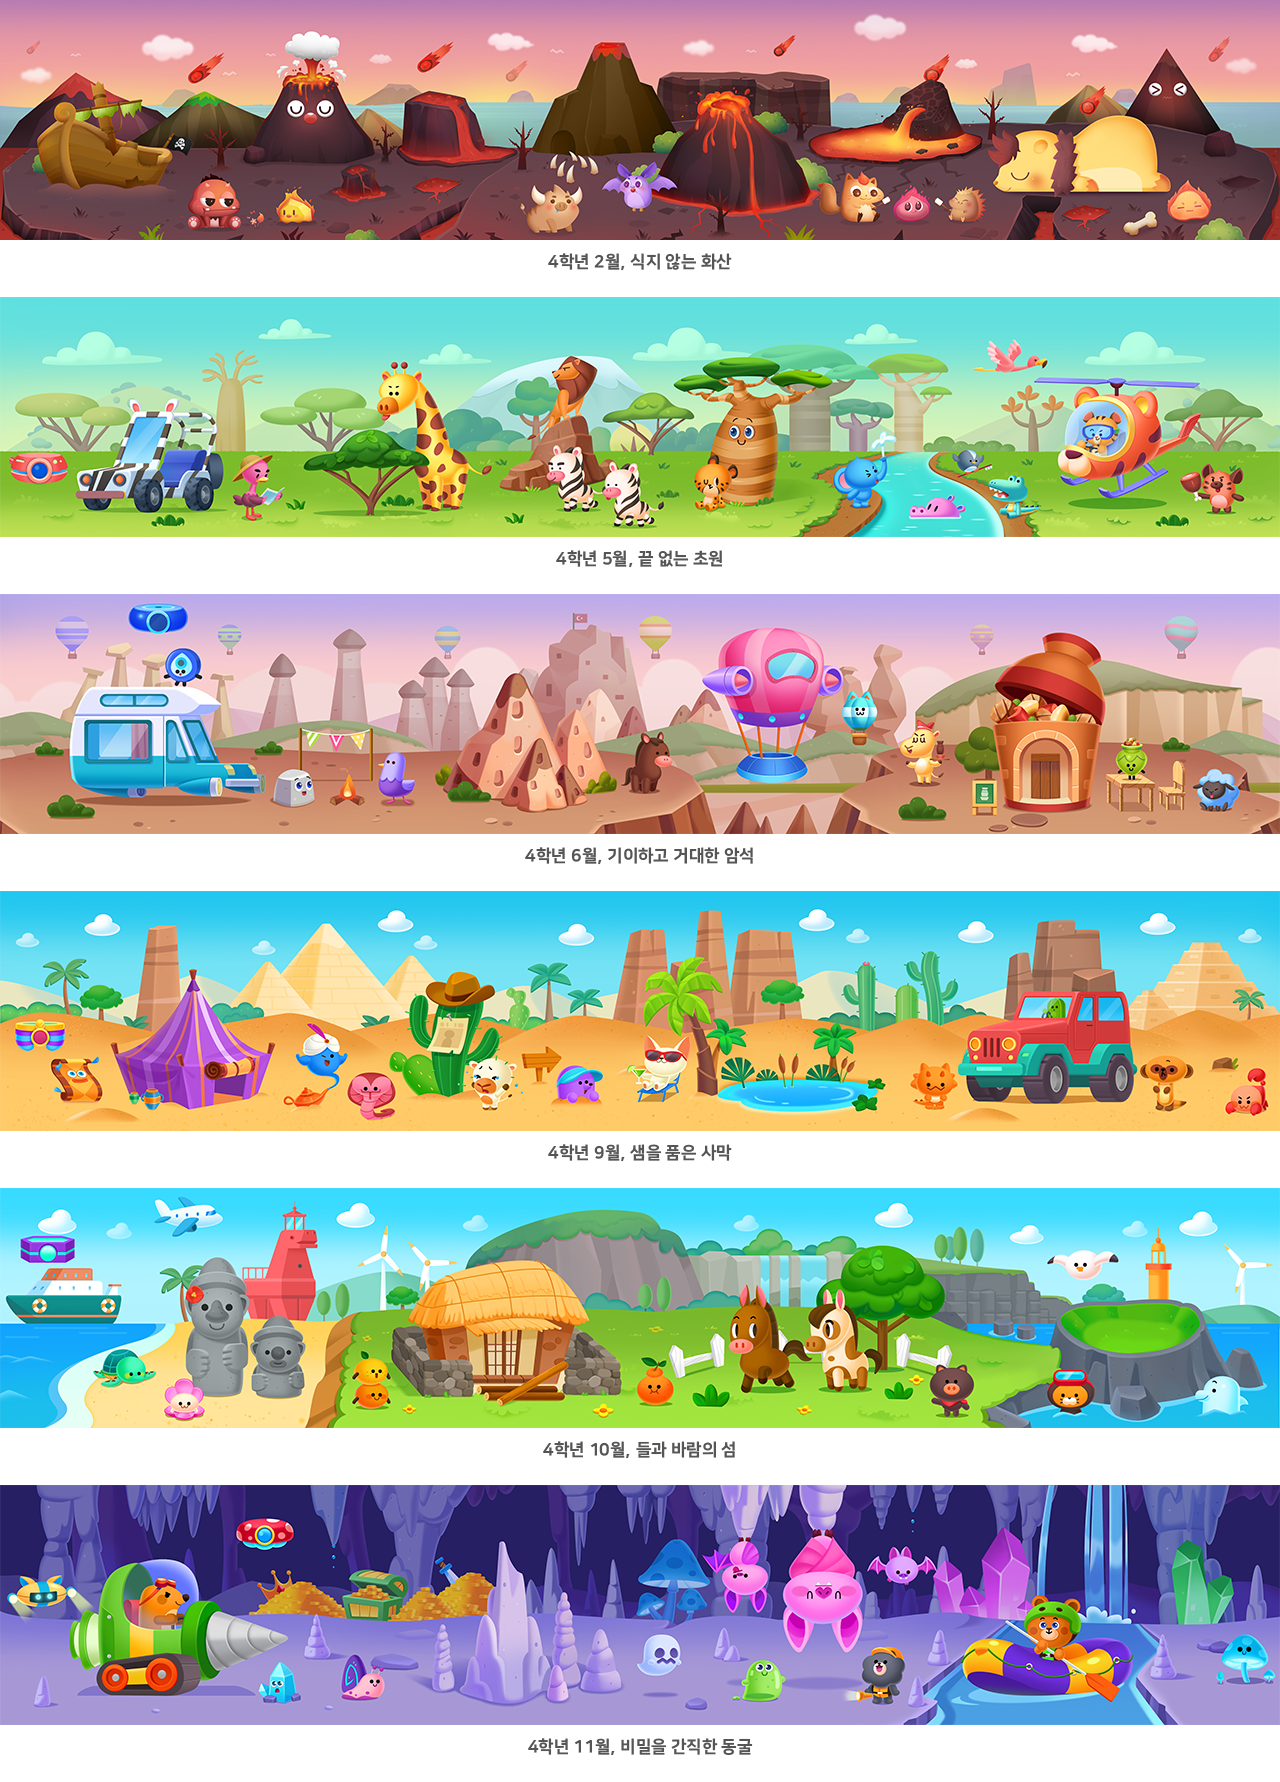 4학년 2월, 식지 않는 화산
4학년 5월, 끝 없는 초원
4학년 6월, 기이하고 거대한 암석
4학년 9월, 샘을 품은 사막
4학년 10월, 들과 바람의 섬
4학년 11월, 비밀을 간직한 동굴